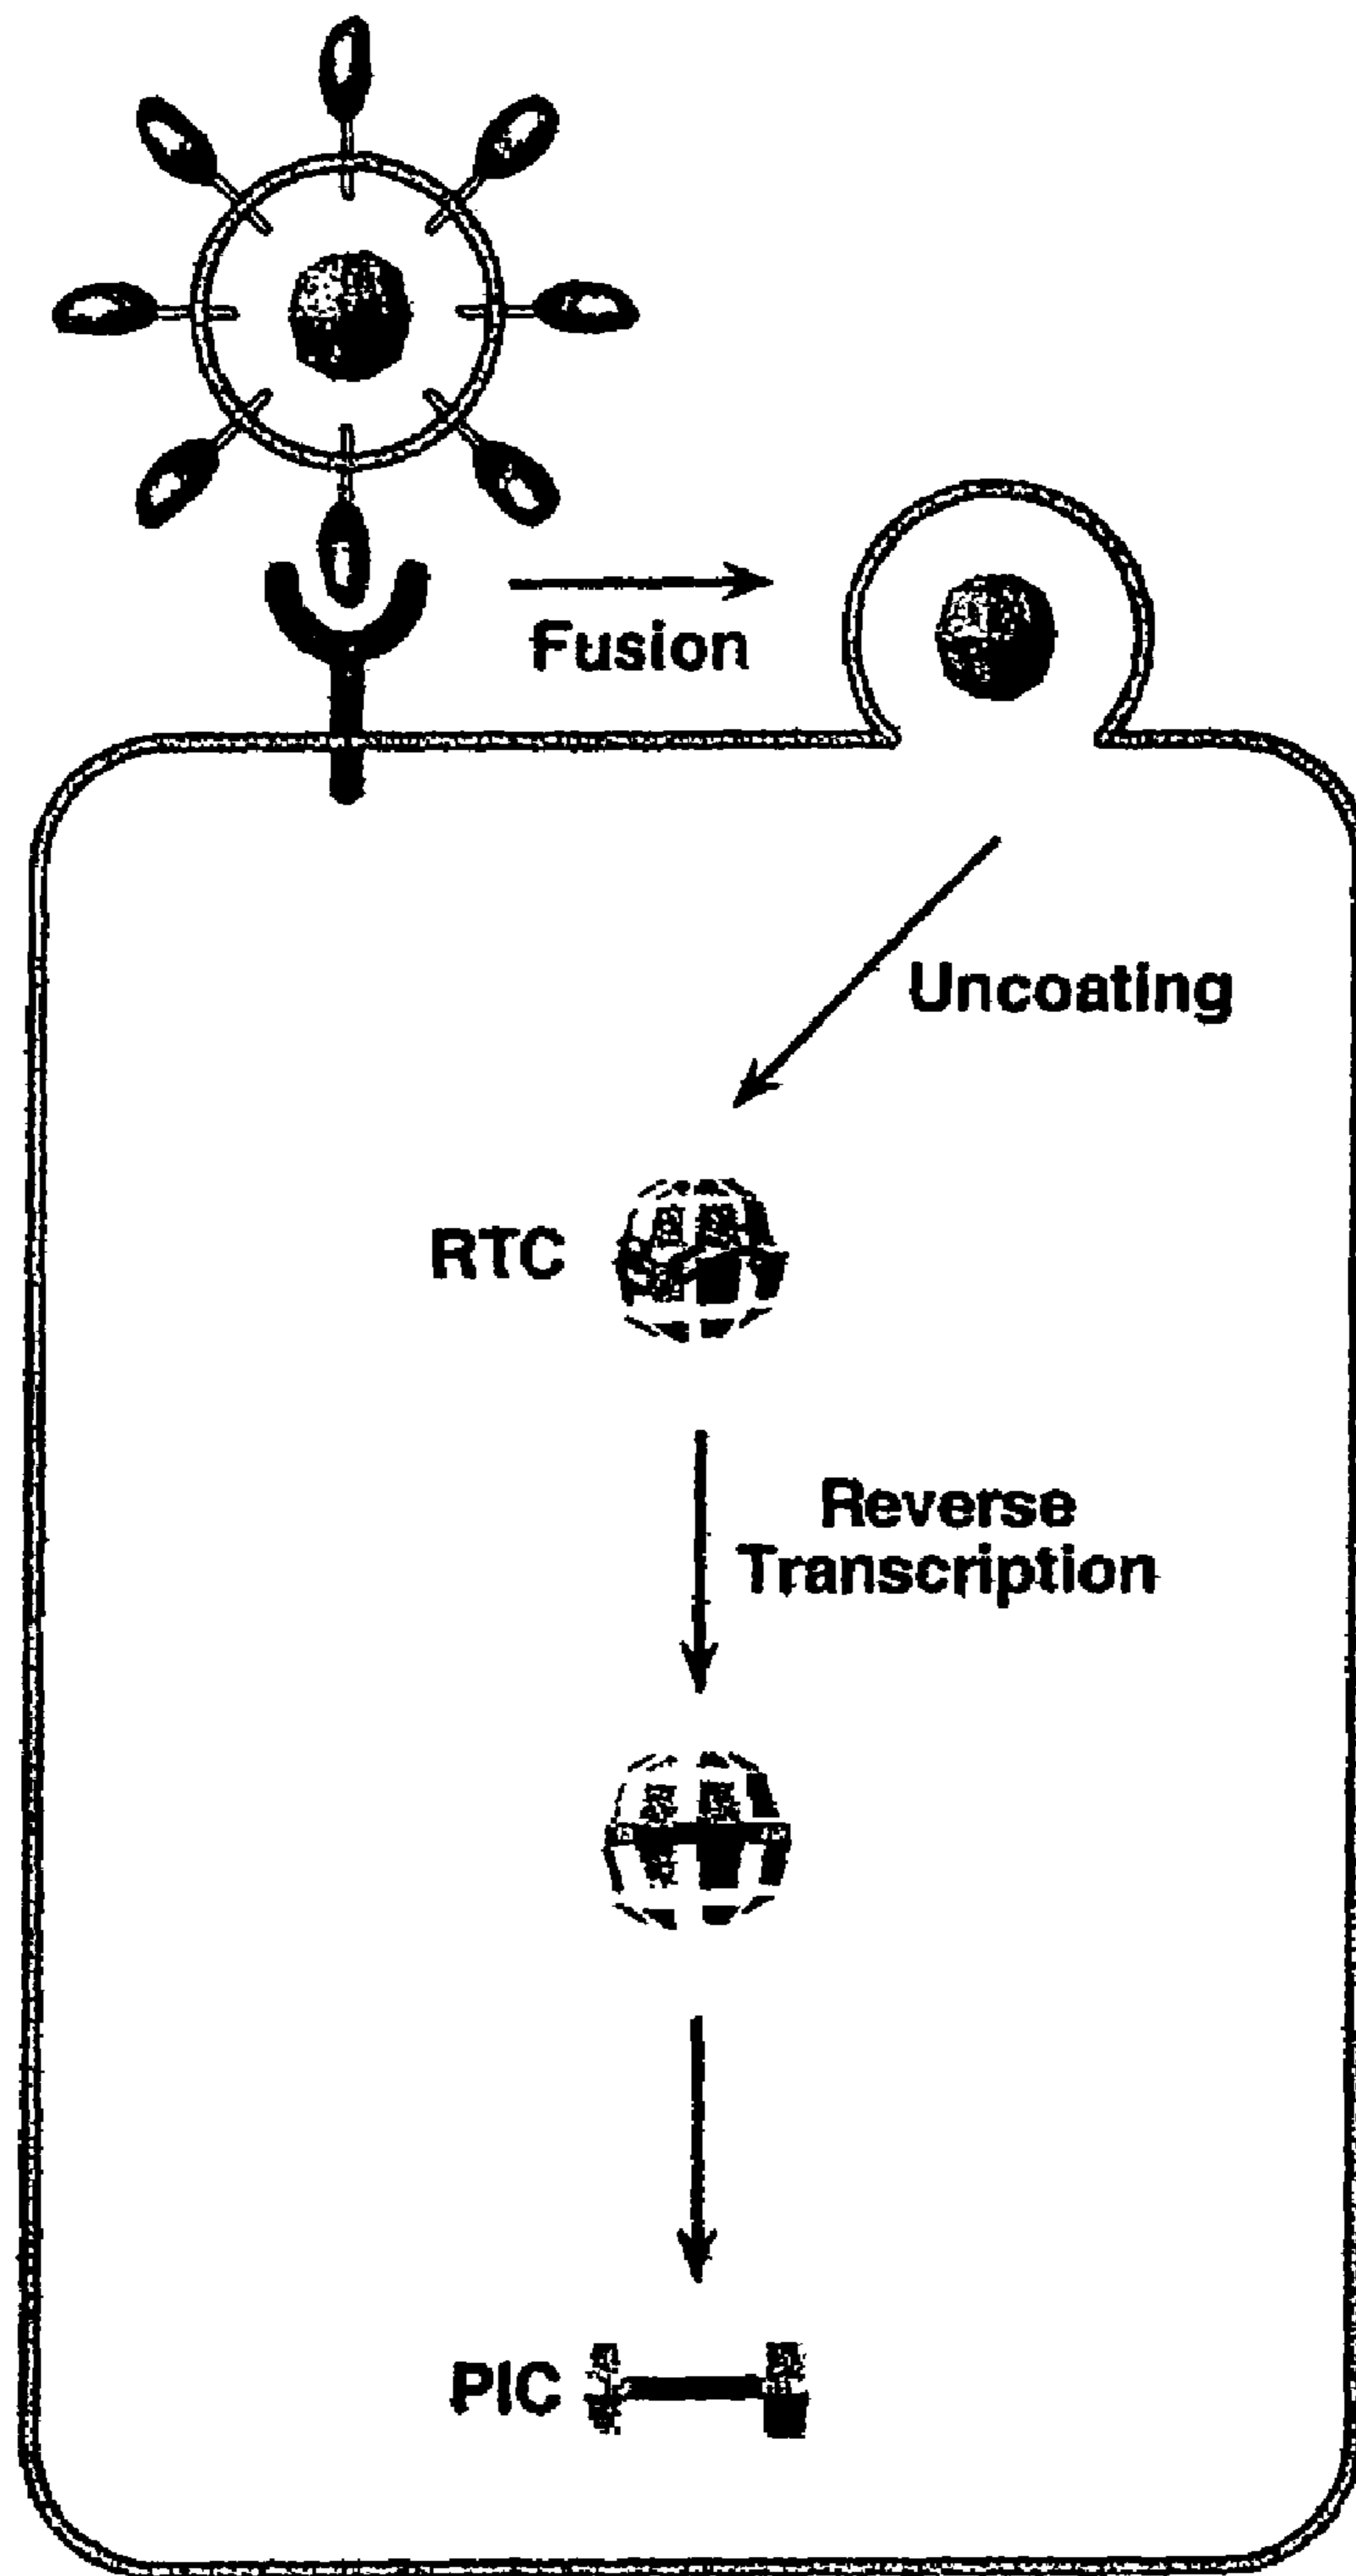 Fusion
Uncoating
RTC
Reverse
Transcription
PIC